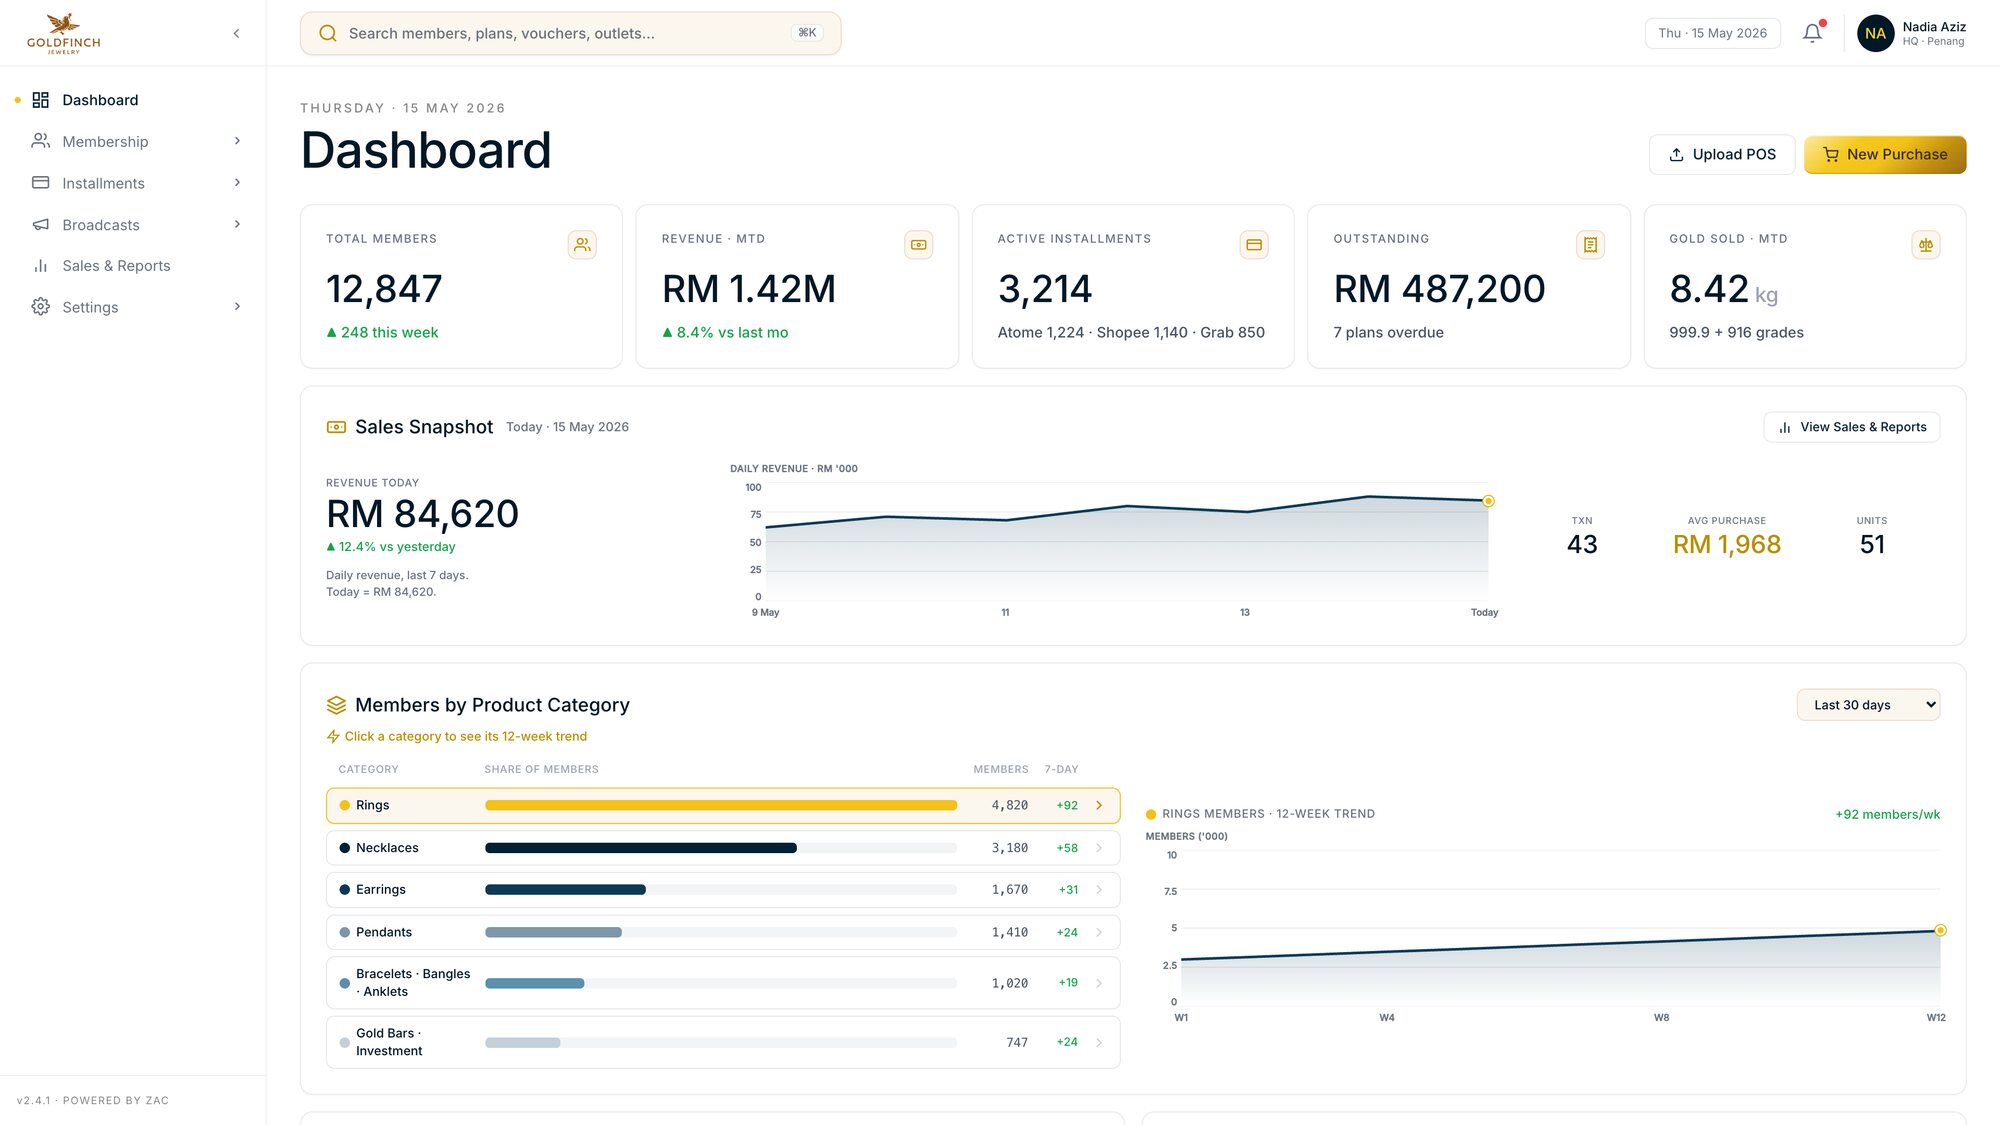 GOLDFINCH
JEWELRY
Search members, plans, vouchers, outlets...
⌘K
Thu · 15 May 2026
NA
Nadia Aziz
HQ · Penang
Dashboard
Membership
Installments
Broadcasts
Sales & Reports
Settings
v2.4.1 · POWERED BY ZAC
THURSDAY · 15 MAY 2026
Dashboard
Upload POS
New Purchase
TOTAL MEMBERS
12,847
▲ 248 this week
REVENUE · MTD
RM 1.42M
▲ 8.4% vs last mo
ACTIVE INSTALLMENTS
3,214
Atome 1,224 · Shopee 1,140 · Grab 850
OUTSTANDING
RM 487,200
7 plans overdue
GOLD SOLD · MTD
8.42 kg
999.9 + 916 grades
Sales Snapshot
Today · 15 May 2026
View Sales & Reports
REVENUE TODAY
RM 84,620
▲ 12.4% vs yesterday
Daily revenue, last 7 days.
Today = RM 84,620.
DAILY REVENUE · RM '000
100
75
50
25
0
9 May
11
13
Today
TXN
43
AVG PURCHASE
RM 1,968
UNITS
51
Members by Product Category
Last 30 days
Click a category to see its 12-week trend
CATEGORY SHARE OF MEMBERS MEMBERS 7-DAY
Rings 4,820 +92
Necklaces 3,180 +58
Earrings 1,670 +31
Pendants 1,410 +24
Bracelets · Bangles
· Anklets
1,020 +19
Gold Bars ·
Investment
747 +24
RINGS MEMBERS · 12-WEEK TREND
+92 members/wk
MEMBERS ('000)
10
7.5
5
2.5
0
W1
W4
W8
W12